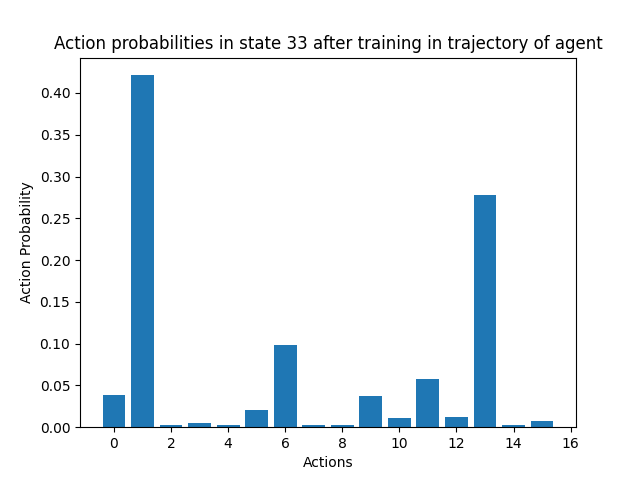 Action probabilities in state 33 after training in trajectory of agent
0.40
0.35
0.30
0.25
0.20
0.15
0.10
0.05
0.00
Action Probability
0 2 4 6 8 10 12 14 16
Actions